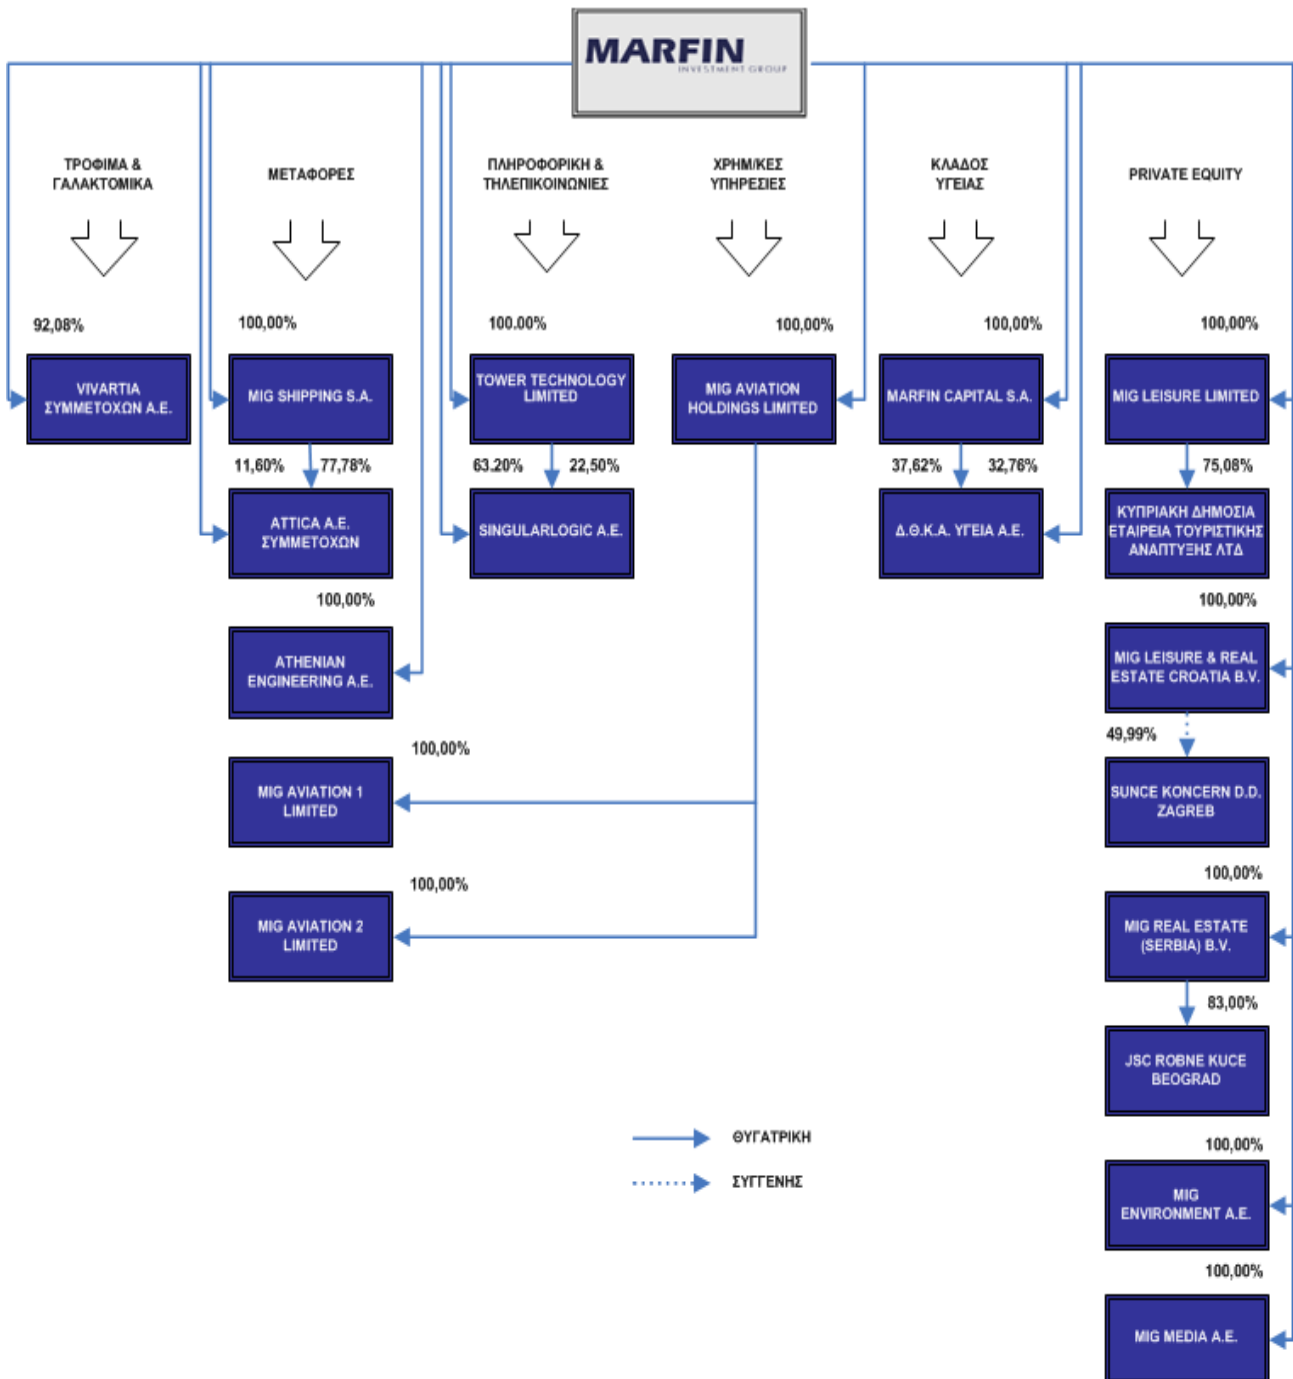 MARFIN
INVESTMENT GROUP
ΤΡΟΦΙΜΑ &
ΓΑΛΑΚΤΟΜΙΚΑ
ΜΕΤΑΦΟΡΕΣ
ΠΛΗΡΟΦΟΡΙΚΗ &
ΤΗΛΕΠΙΚΟΙΝΩΝΙΕΣ
ΧΡΗΜ/ΚΕΣ
ΥΠΗΡΕΣΙΕΣ
ΚΛΑΔΟΣ
ΥΓΕΙΑΣ
PRIVATE EQUITY
92,08%
100,00%
100.00%
100,00%
100,00%
100,00%
VIVARTIA
ΣΥΜΜΕΤΟΧΩΝ Α.Ε.
MIG SHIPPING S.A.
TOWER TECHNOLOGY
LIMITED
MIG AVIATION
HOLDINGS LIMITED
MARFIN CAPITAL S.A.
MIG LEISURE LIMITED
11,60%
77,78%
63.20%
22,50%
37,62%
32,76%
75,08%
ATTICA Α.Ε.
ΣΥΜΜΕΤΟΧΩΝ
SINGULARLOGIC Α.Ε.
Δ.Θ.Κ.Α. ΥΓΕΙΑ Α.Ε.
ΚΥΠΡΙΑΚΗ ΔΗΜΟΣΙΑ
ΕΤΑΙΡΕΙΑ ΤΟΥΡΙΣΤΙΚΗΣ
ΑΝΑΠΤΥΞΗΣ ΛΤΔ
100,00%
100,00%
ATHENIAN
ENGINEERING Α.Ε.
MIG LEISURE & REAL
ESTATE CROATIA B.V.
49,99%
100,00%
MIG AVIATION 1
LIMITED
SUNCE KONCERN D.D.
ZAGREB
100,00%
100,00%
MIG AVIATION 2
LIMITED
MIG REAL ESTATE
(SERBIA) B.V.
83,00%
JSC ROBNE KUCE
BEOGRAD
ΘΥΓΑΤΡΙΚΗ
ΣΥΓΓΕΝΗΣ
100,00%
MIG
ENVIRONMENT Α.Ε.
100,00%
MIG MEDIA Α.Ε.